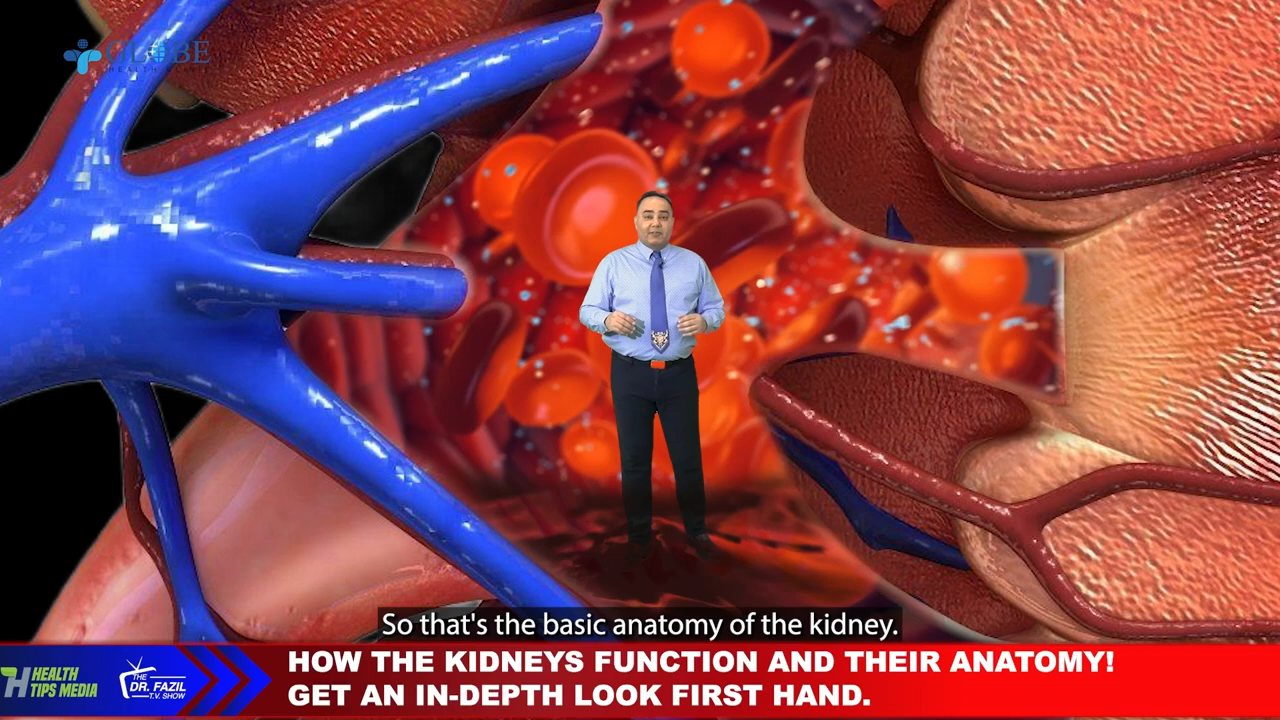 GLOBE
So that's the basic anatomy of the kidney.
HOW THE KIDNEYS FUNCTION AND THEIR ANATOMY!
GET AN IN-DEPTH LOOK FIRST HAND.
HEALTH
TIPS MEDIA
THE
DR. FAZIL
T.V. SHOW